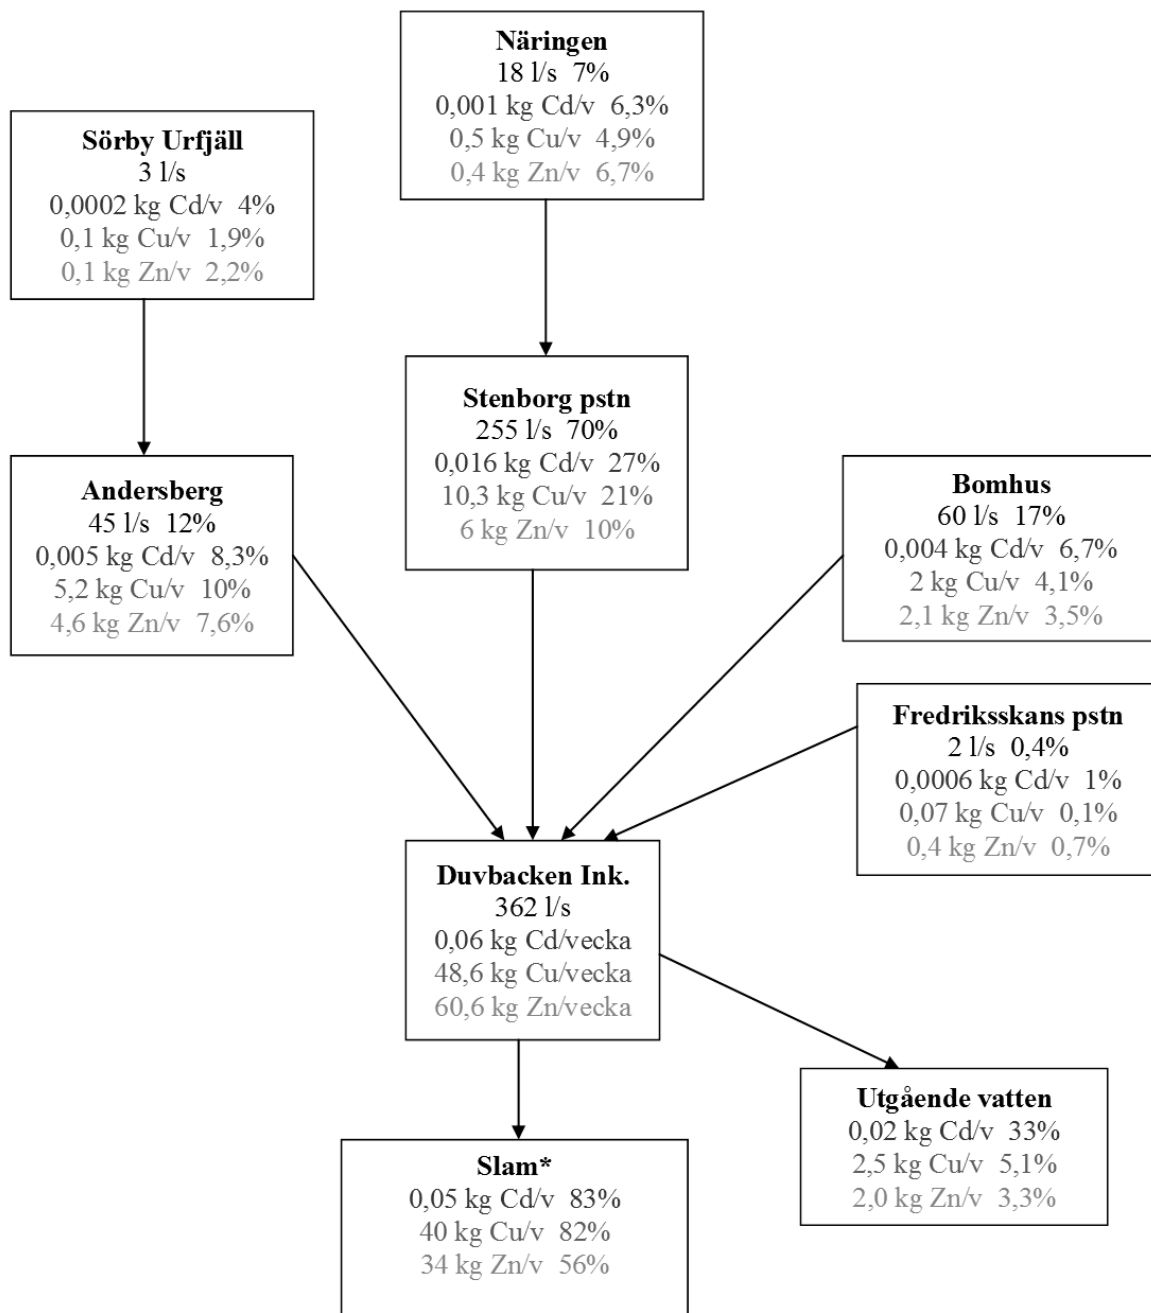 Näringen
18 l/s 7%
0,001 kg Cd/v 6,3%
0,5 kg Cu/v 4,9%
0,4 kg Zn/v 6,7%
Sörby Urfjäll
3 l/s
0,0002 kg Cd/v 4%
0,1 kg Cu/v 1,9%
0,1 kg Zn/v 2,2%
Stenborg pstn
255 l/s 70%
0,016 kg Cd/v 27%
10,3 kg Cu/v 21%
6 kg Zn/v 10%
Andersberg
45 l/s 12%
0,005 kg Cd/v 8,3%
5,2 kg Cu/v 10%
4,6 kg Zn/v 7,6%
Bomhus
60 l/s 17%
0,004 kg Cd/v 6,7%
2 kg Cu/v 4,1%
2,1 kg Zn/v 3,5%
Fredriksskans pstn
2 l/s 0,4%
0,0006 kg Cd/v 1%
0,07 kg Cu/v 0,1%
0,4 kg Zn/v 0,7%
Duvbacken Ink.
362 l/s
0,06 kg Cd/vecka
48,6 kg Cu/vecka
60,6 kg Zn/vecka
Utgående vatten
0,02 kg Cd/v 33%
2,5 kg Cu/v 5,1%
2,0 kg Zn/v 3,3%
Slam*
0,05 kg Cd/v 83%
40 kg Cu/v 82%
34 kg Zn/v 56%